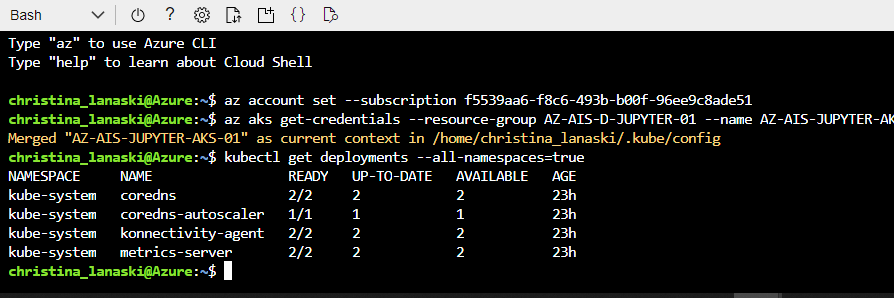 Bash
Type "az" to use Azure CLI
Type "help" to learn about Cloud Shell
christina_lanaski@Azure:~$ az account set --subscription f5539aa6-f8c6-493b-b00f-96ee9c8ade51
christina_lanaski@Azure:~$ az aks get-credentials --resource-group AZ-AIS-D-JUPYTER-01 --name AZ-AIS-JUPYTER-AK
Merged "AZ-AIS-JUPYTER-AKS-01" as current context in /home/christina_lanaski/.kube/config
christina_lanaski@Azure:~$ kubectl get deployments --all-namespaces=true
NAMESPACE NAME READY UP-TO-DATE AVAILABLE AGE
kube-system coredns 2/2 2 2 23h
kube-system coredns-autoscaler 1/1 1 1 23h
kube-system konnectivity-agent 2/2 2 2 23h
kube-system metrics-server 2/2 2 2 23h
christina_lanaski@Azure:~$